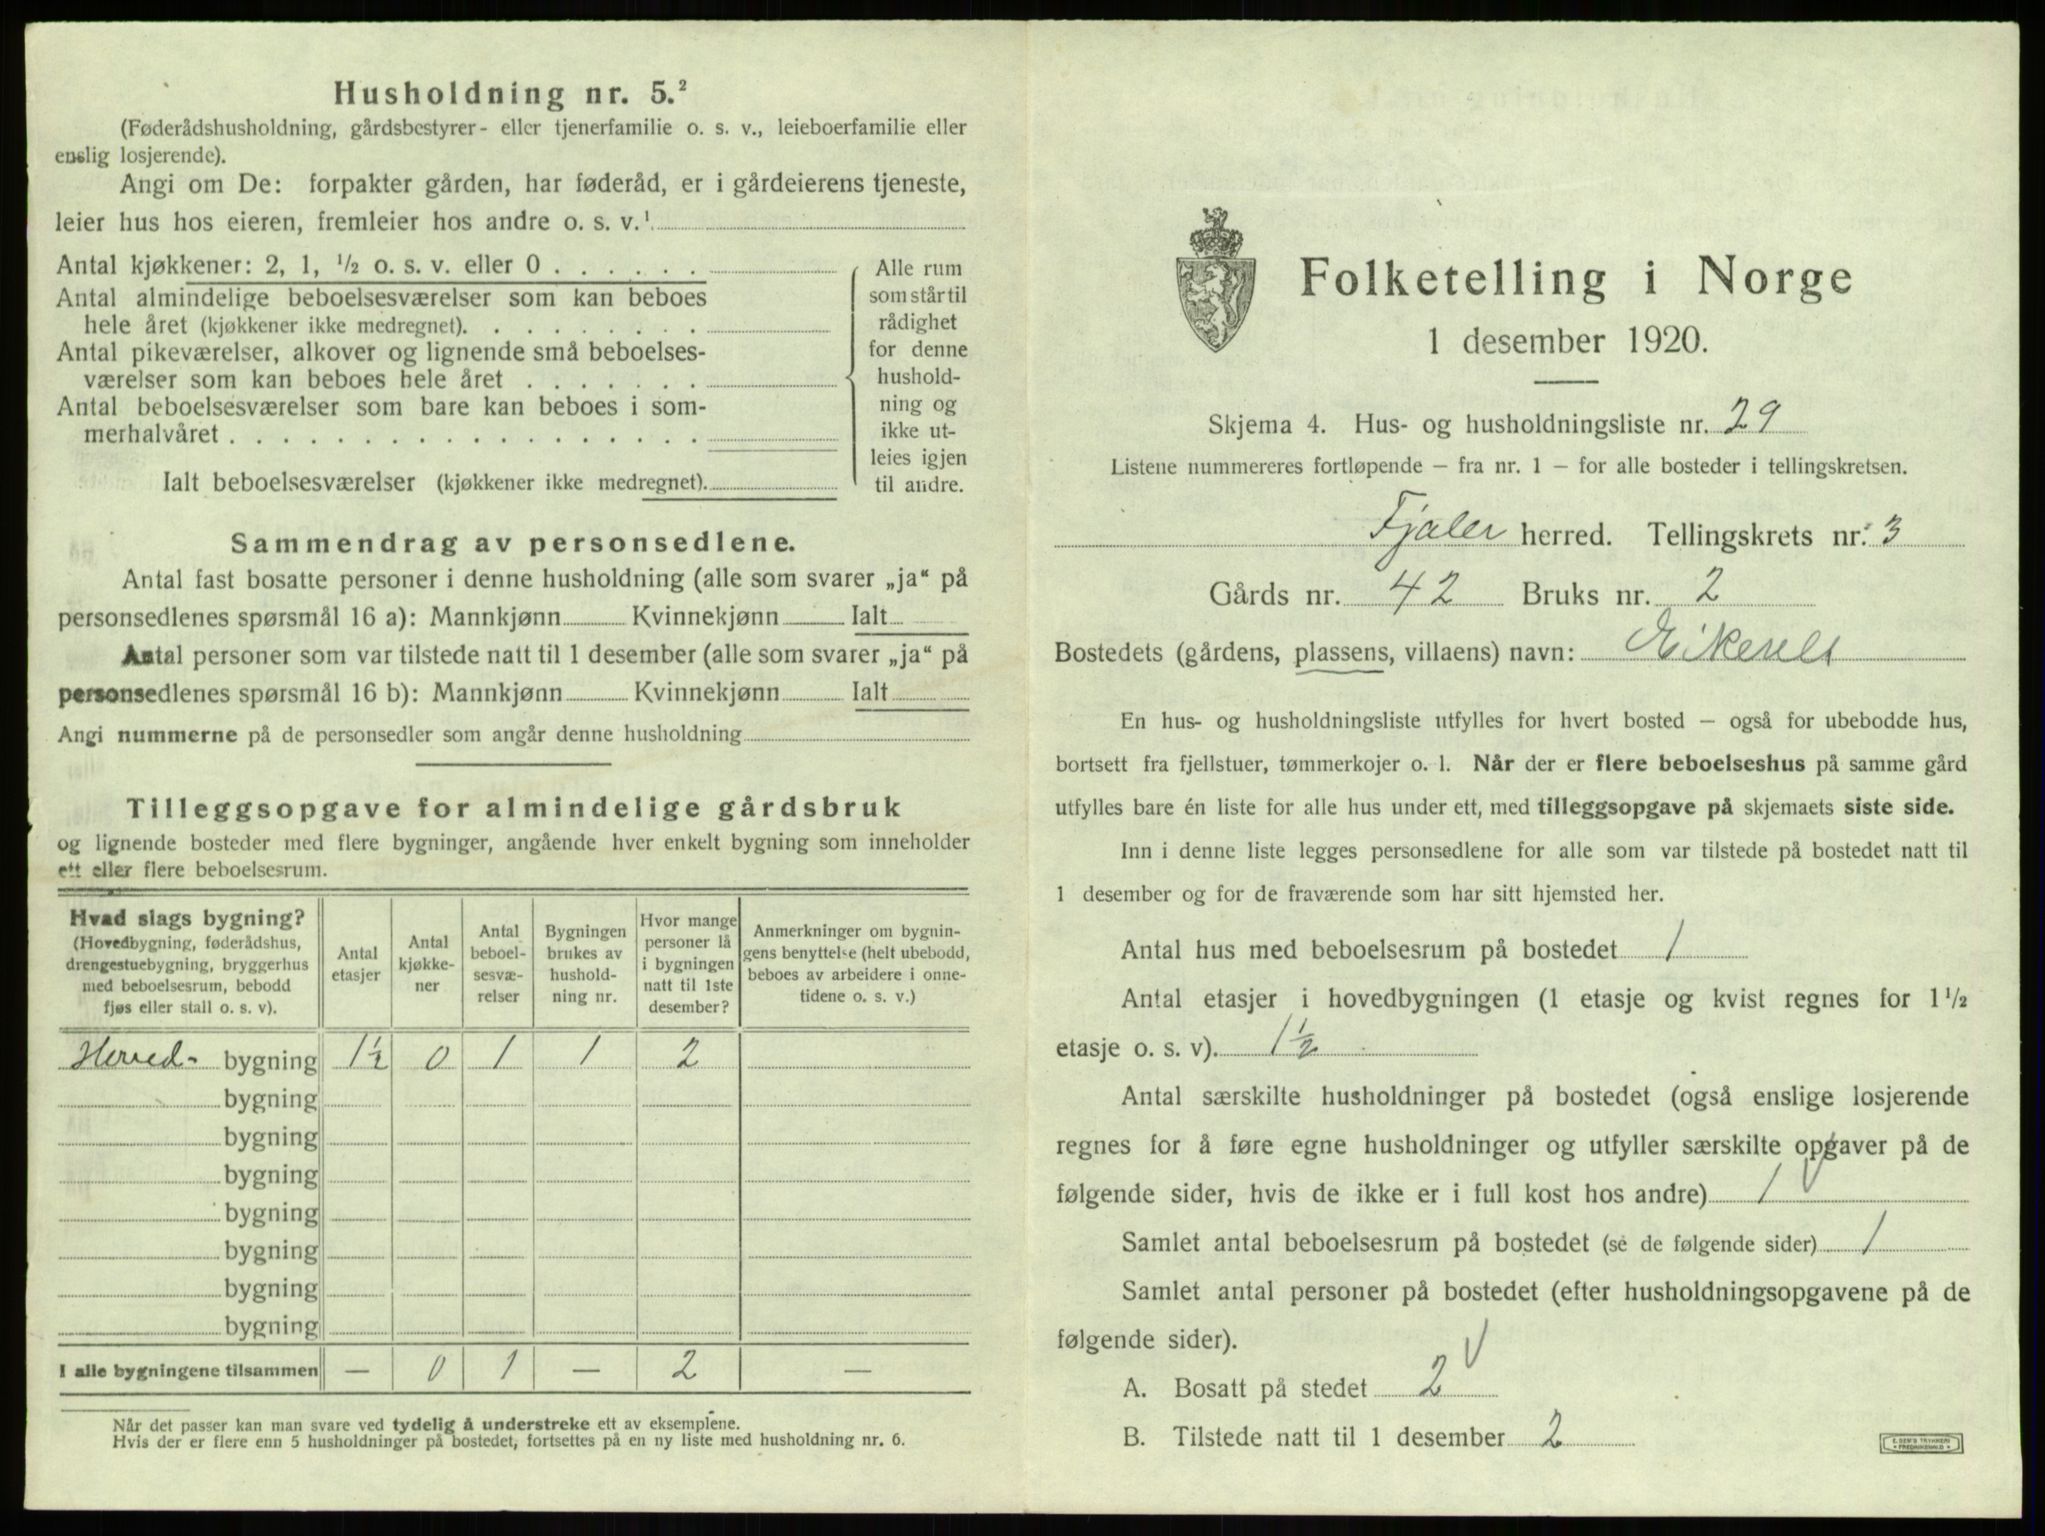 Husholdning nr. 5.²
(Føderådshusholdning, gårdsbestyrer- eller tjenerfamilie o. s. v., leieboerfamilie eller
enslig losjerende).
Angi om De: forpakter gården, har føderåd, er i gårdeierens tjeneste,
leier hus hos eieren, fremleier hos andre o. s. v.¹
Antal kjøkkener: 2, 1, ½ o. s. v. eller 0 . . . . . .
Antal almindelige beboelsesværelser som kan beboes
hele året (kjøkkener ikke medregnet). . . . . . . . .
Antal pikeværelser, alkover og lignende små beboelses-
værelser som kan beboes hele året . . . . . . .
Antal beboelsesværelser som bare kan beboes i som-
merhalvåret . . . . . . . . . . . . . . . . . .
Ialt beboelsesværelser (kjøkkener ikke medregnet).
Alle rum
som står til
rådighet
for denne
hushold-
ning og
ikke ut-
leies igjen
til andre.
Sammendrag av personsedlene.
Antal fast bosatte personer i denne husholdning (alle som svarer „ja“ på
personsedlenes spørsmål 16 a): Mannkjønn Kvinnekjønn Ialt
Antal personer som var tilstede natt til 1 desember (alle som svarer „ja“ på
personsedlenes spørsmål 16 b): Mannkjønn Kvinnekjønn Ialt
Angi nummerne på de personsedler som angår denne husholdning
Tilleggsopgave for almindelige gårdsbruk
og lignende bosteder med flere bygninger, angående hver enkelt bygning som inneholder
ett eller flere beboelsesrum.
Hvad slags bygning?
(Hovedbygning, føderådshus,
drengestuebygning, bryggerhus
med beboelsesrum, bebodd
fjøs eller stall o. s. v).
Antal
etasjer
Antal
kjøkke-
ner
Antal
beboel-
sesvæ-
relser
Bygningen
brukes av
hushold-
ning nr.
Hvor mange
personer lå
i bygningen
natt til 1ste
desember?
Anmerkninger om bygnin-
gens benyttelse (helt ubebodd,
beboes av arbeidere i onne-
tidene o. s. v.)
Hoved- bygning 1½ 0 1 1 2
bygning
bygning
bygning
bygning
bygning
bygning
bygning
I alle bygningene tilsammen — 0 1 — 2 —
Når det passer kan man svare ved tydelig å understreke ett av eksemplene.
Hvis der er flere enn 5 husholdninger på bostedet, fortsettes på en ny liste med husholdning nr. 6.
Folketelling i Norge
1 desember 1920.
Skjema 4. Hus- og husholdningsliste nr. 29
Listene nummereres fortløpende – fra nr. 1 – for alle bosteder i tellingskretsen.
Fjaler herred. Tellingskrets nr. 3
Gårds nr. 42 Bruks nr. 2
Bostedets (gårdens, plassens, villaens) navn:
En hus- og husholdningsliste utfylles for hvert bosted – også for ubebodde hus,
bortsett fra fjellstuer, tømmerkojer o. l. Når der er flere beboelseshus på samme gård
utfylles bare én liste for alle hus under ett, med tilleggsopgave på skjemaets siste side.
Inn i denne liste legges personsedlene for alle som var tilstede på bostedet natt til
1 desember og for de fraværende som har sitt hjemsted her.
Antal hus med beboelsesrum på bostedet 1
Antal etasjer i hovedbygningen (1 etasje og kvist regnes for 1½
etasje o. s. v). 1½
Antal særskilte husholdninger på bostedet (også enslige losjerende
regnes for å føre egne husholdninger og utfyller særskilte opgaver på de
følgende sider, hvis de ikke er i full kost hos andre) 1 V
Samlet antal beboelsesrum på bostedet (se de følgende sider) 1
Samlet antal personer på bostedet (efter husholdningsopgavene på de
følgende sider).
A. Bosatt på stedet 2 V
B. Tilstede natt til 1 desember 2
E. SEM'S TRYKKERI
• FREDRIKSHALD •